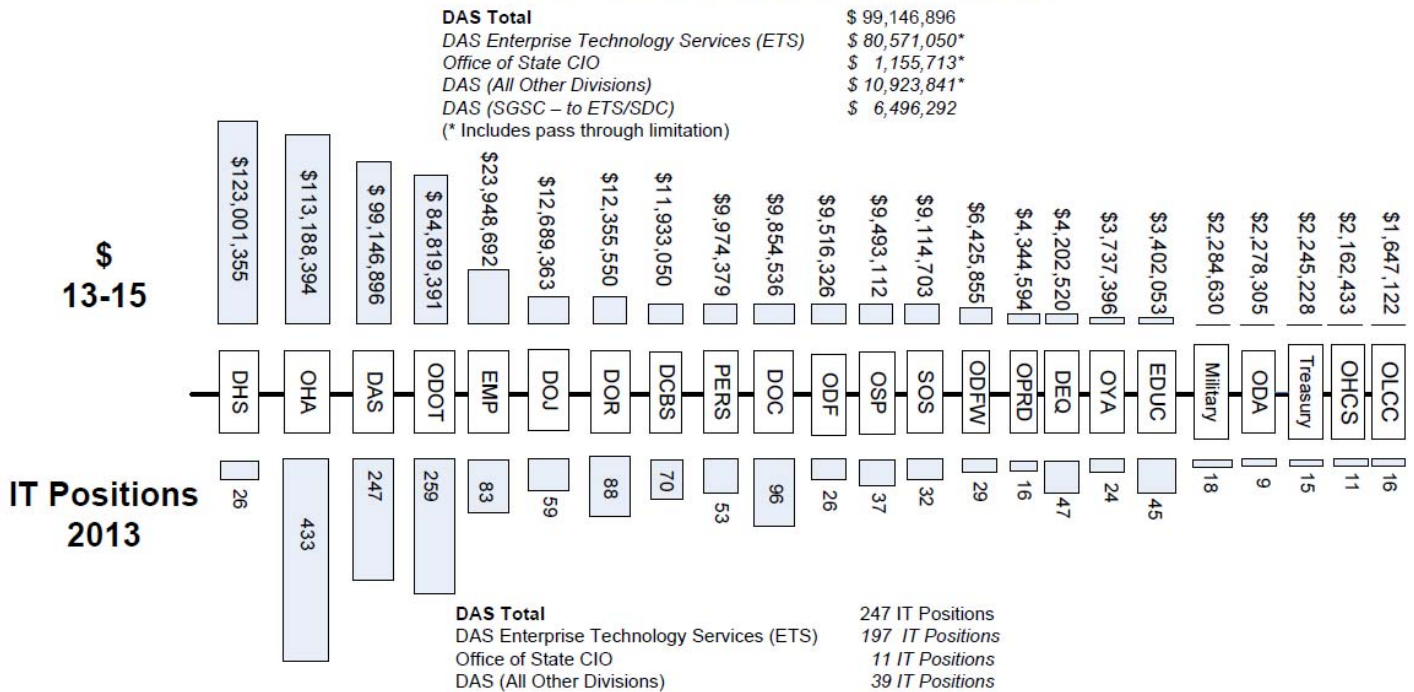 DAS Total $ 99,146,896
DAS Enterprise Technology Services (ETS) $ 80,571,050*
Office of State CIO $ 1,155,713*
DAS (All Other Divisions) $ 10,923,841*
DAS (SGSC – to ETS/SDC) $ 6,496,292
(* Includes pass through limitation)
$
13-15
$123,001,355
$113,188,394
$ 99,146,896
$ 84,819,391
$23,948,692
$12,689,363
$12,355,550
$11,933,050
$9,974,379
$9,854,536
$9,516,326
$9,493,112
$9,114,703
$6,425,855
$4,344,594
$4,202,520
$3,737,396
$3,402,053
$2,284,630
$2,278,305
$2,245,228
$2,162,433
$1,647,122
DHS
OHA
DAS
ODOT
EMP
DOJ
DOR
DCBS
PERS
DOC
ODF
OSP
SOS
ODFW
OPRD
DEQ
OYA
EDUC
Military
ODA
Treasury
OHCS
OLCC
IT Positions
2013
26
433
247
259
83
59
88
70
53
96
26
37
32
29
16
47
24
45
18
9
15
11
16
DAS Total 247 IT Positions
DAS Enterprise Technology Services (ETS) 197 IT Positions
Office of State CIO 11 IT Positions
DAS (All Other Divisions) 39 IT Positions